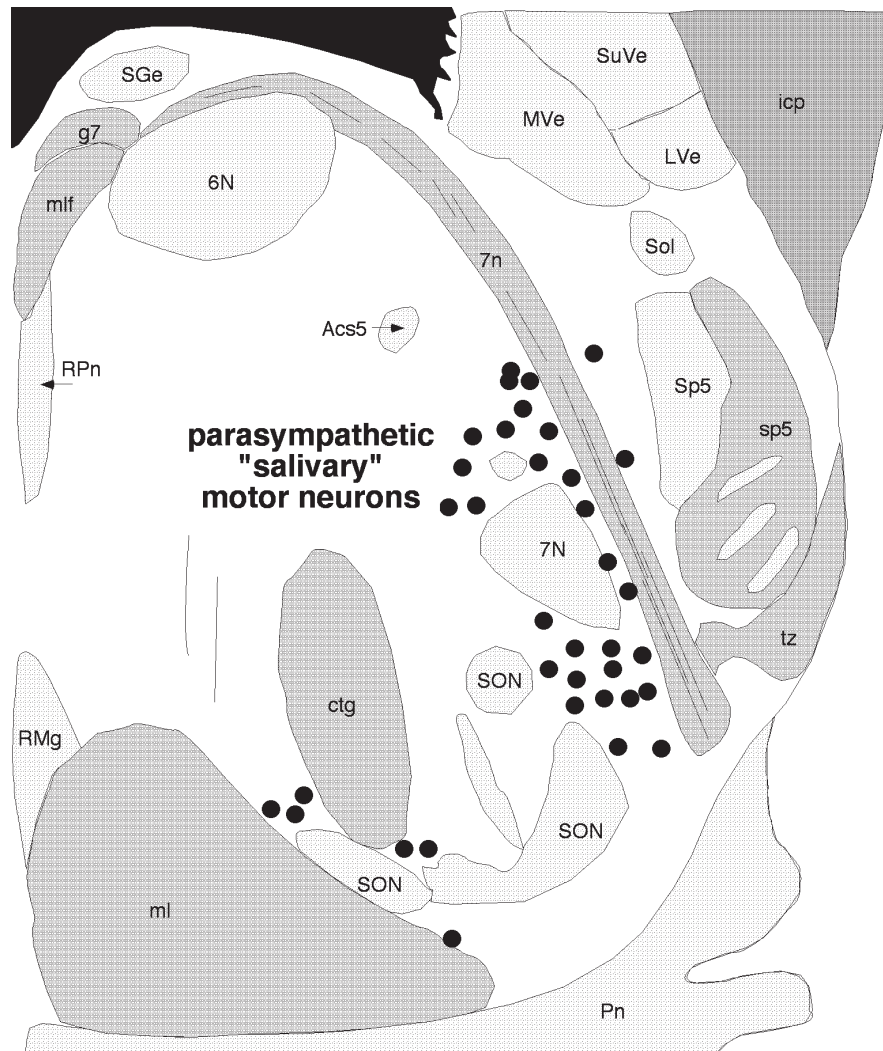 SGe
SuVe
icp
MVe
g7
LVe
6N
mlf
Sol
7n
Acs5
RPn
Sp5
sp5
parasympathetic
"salivary"
motor neurons
7N
tz
SON
ctg
RMg
SON
SON
ml
Pn